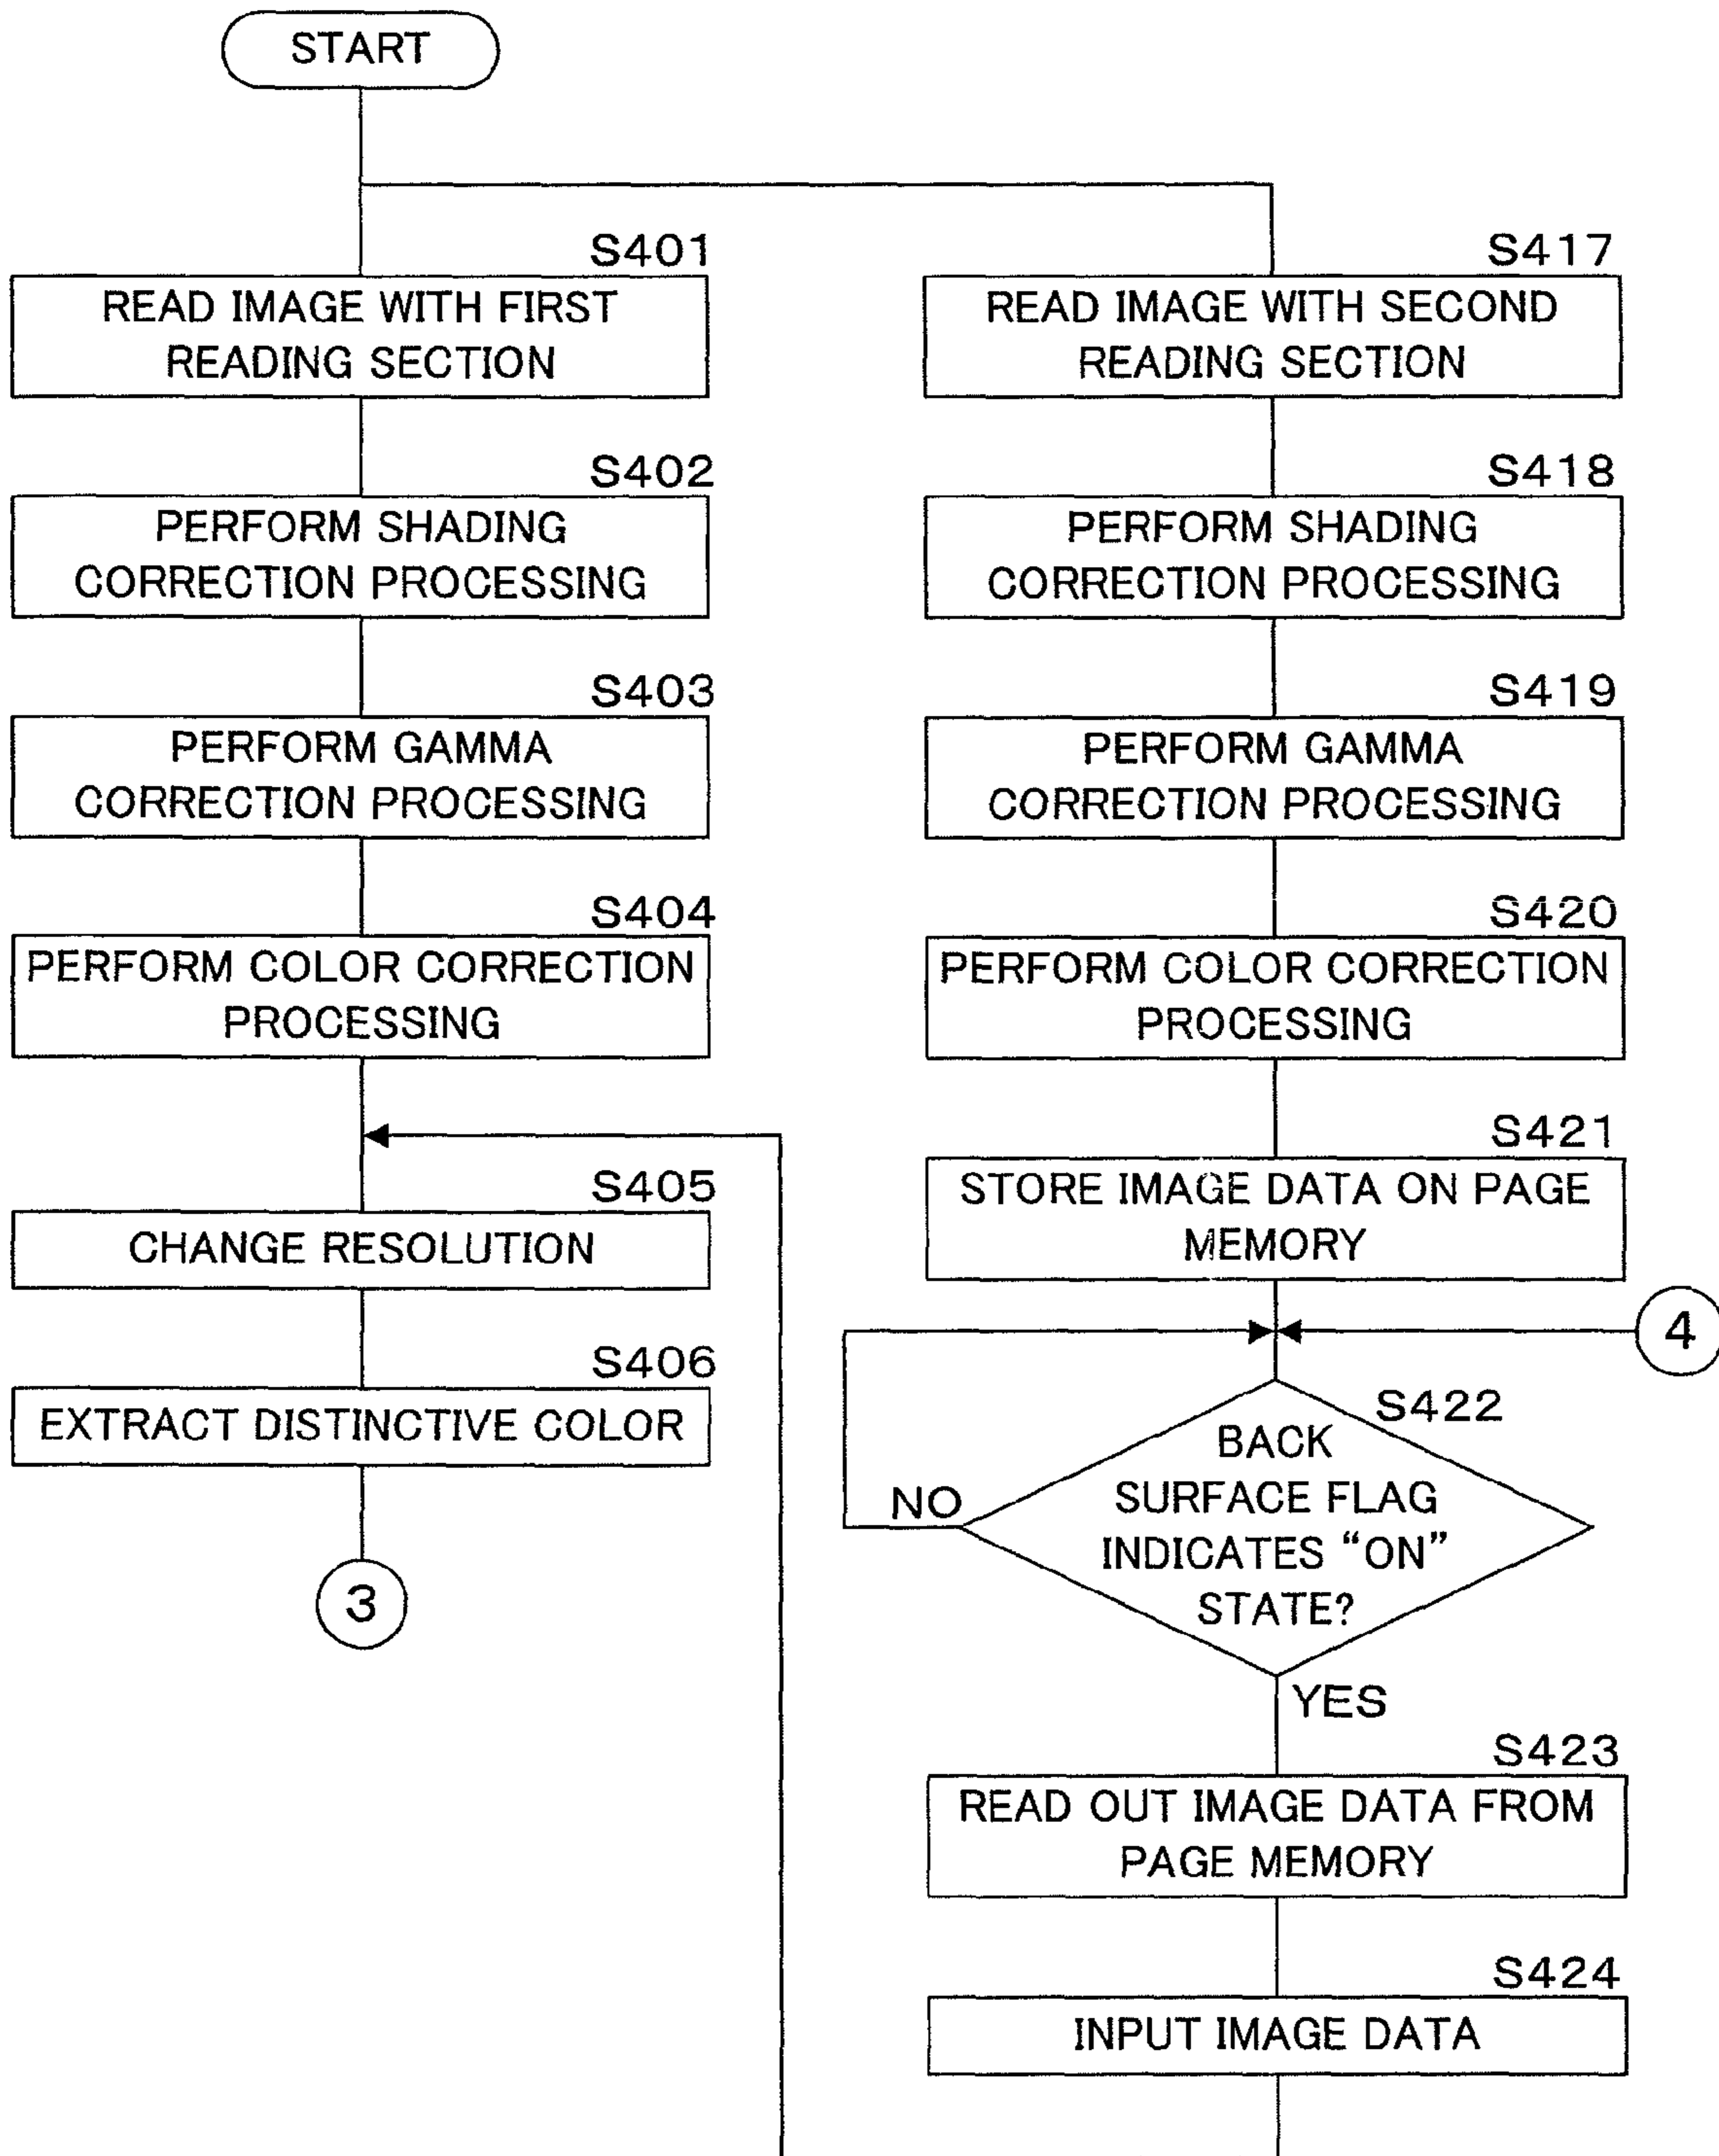 START
S401
READ IMAGE WITH FIRST
READING SECTION
S402
PERFORM SHADING
CORRECTION PROCESSING
S403
PERFORM GAMMA
CORRECTION PROCESSING
S404
PERFORM COLOR CORRECTION
PROCESSING
S405
CHANGE RESOLUTION
S406
EXTRACT DISTINCTIVE COLOR
3
S417
READ IMAGE WITH SECOND
READING SECTION
S418
PERFORM SHADING
CORRECTION PROCESSING
S419
PERFORM GAMMA
CORRECTION PROCESSING
S420
PERFORM COLOR CORRECTION
PROCESSING
S421
STORE IMAGE DATA ON PAGE
MEMORY
4
S422
BACK
SURFACE FLAG
INDICATES “ON”
STATE?
NO
YES
S423
READ OUT IMAGE DATA FROM
PAGE MEMORY
S424
INPUT IMAGE DATA